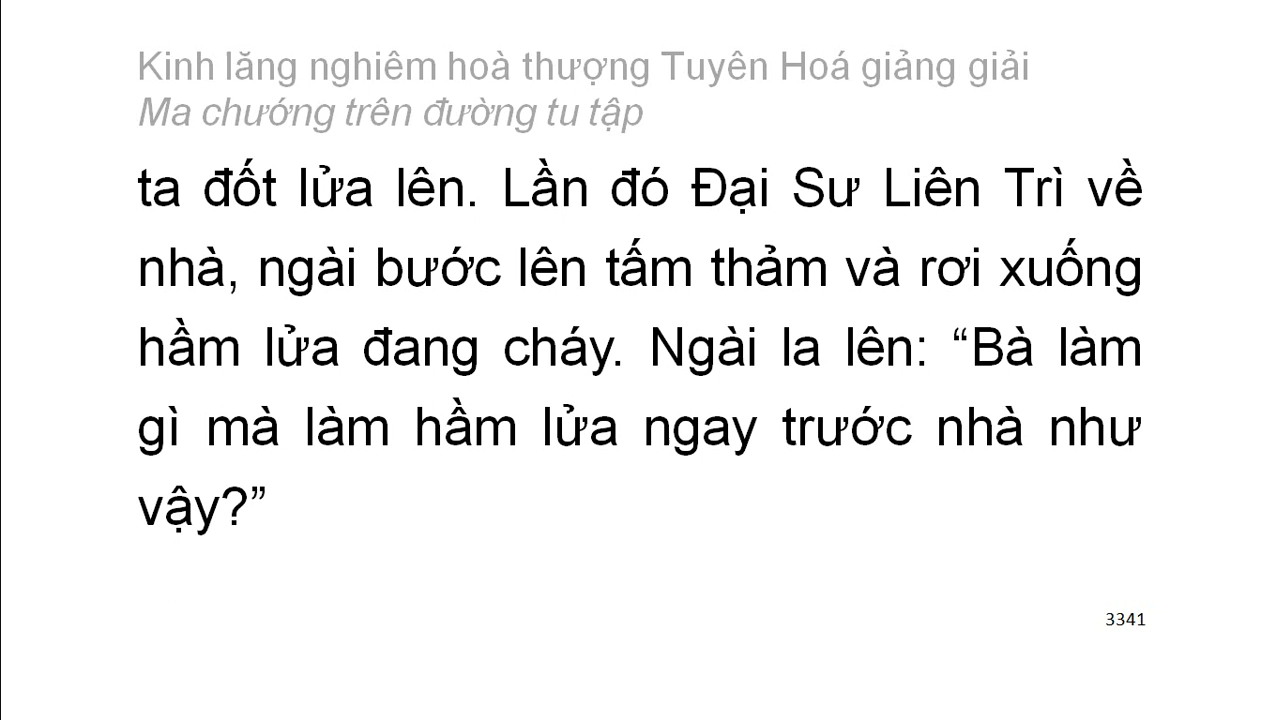 Kinh lăng nghiêm hoà thượng Tuyên Hoá giảng giải
Ma chướng trên đường tu tập
ta đốt lửa lên. Lần đó Đại Sư Liên Trì về
nhà, ngài bước lên tấm thảm và rơi xuống
hầm lửa đang cháy. Ngài la lên: “Bà làm
gì mà làm hầm lửa ngay trước nhà như
vậy?”
3341